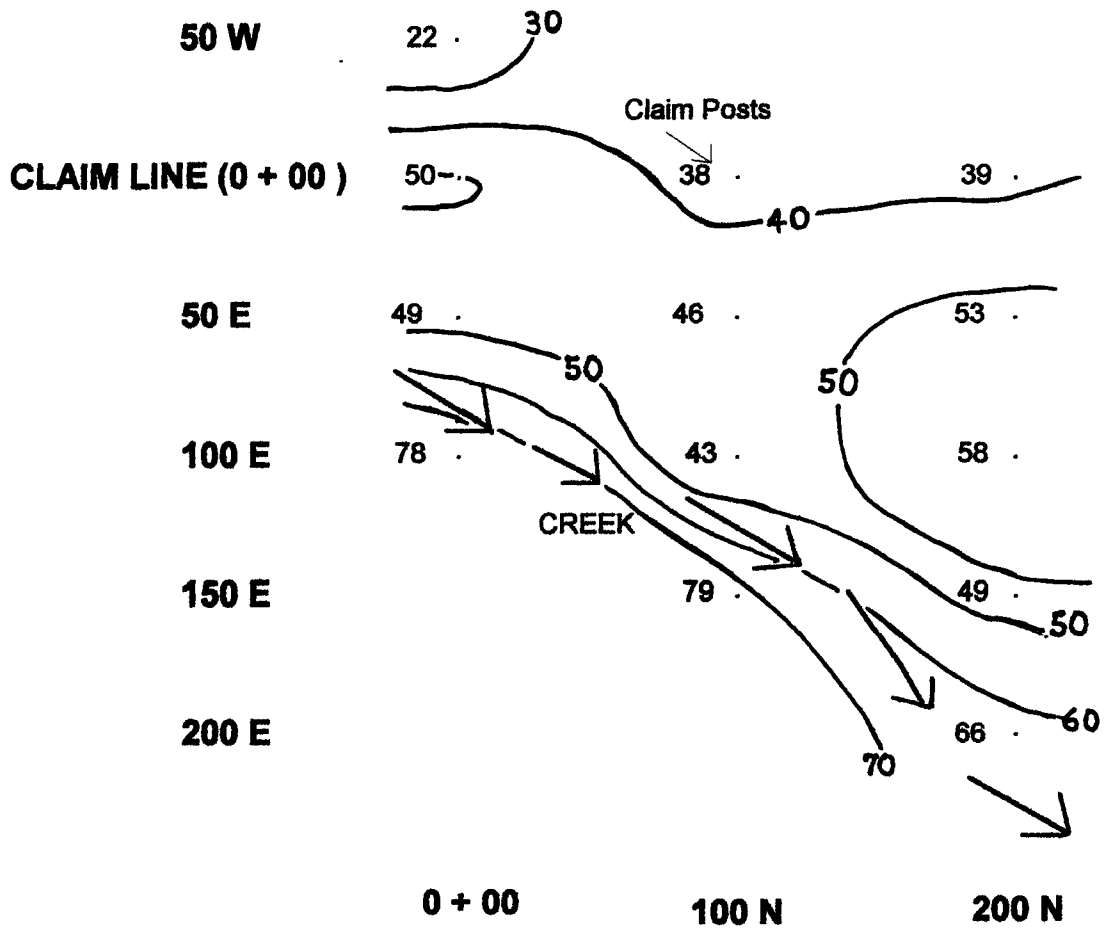 50 W 22 30
Claim Posts
CLAIM LINE (0 + 00 ) 50 38 39
40
50 E 49 46 53
50 50
100 E 78 43 58
CREEK
150 E 79 49
50
200 E 66 60
70
0 + 00 100 N 200 N